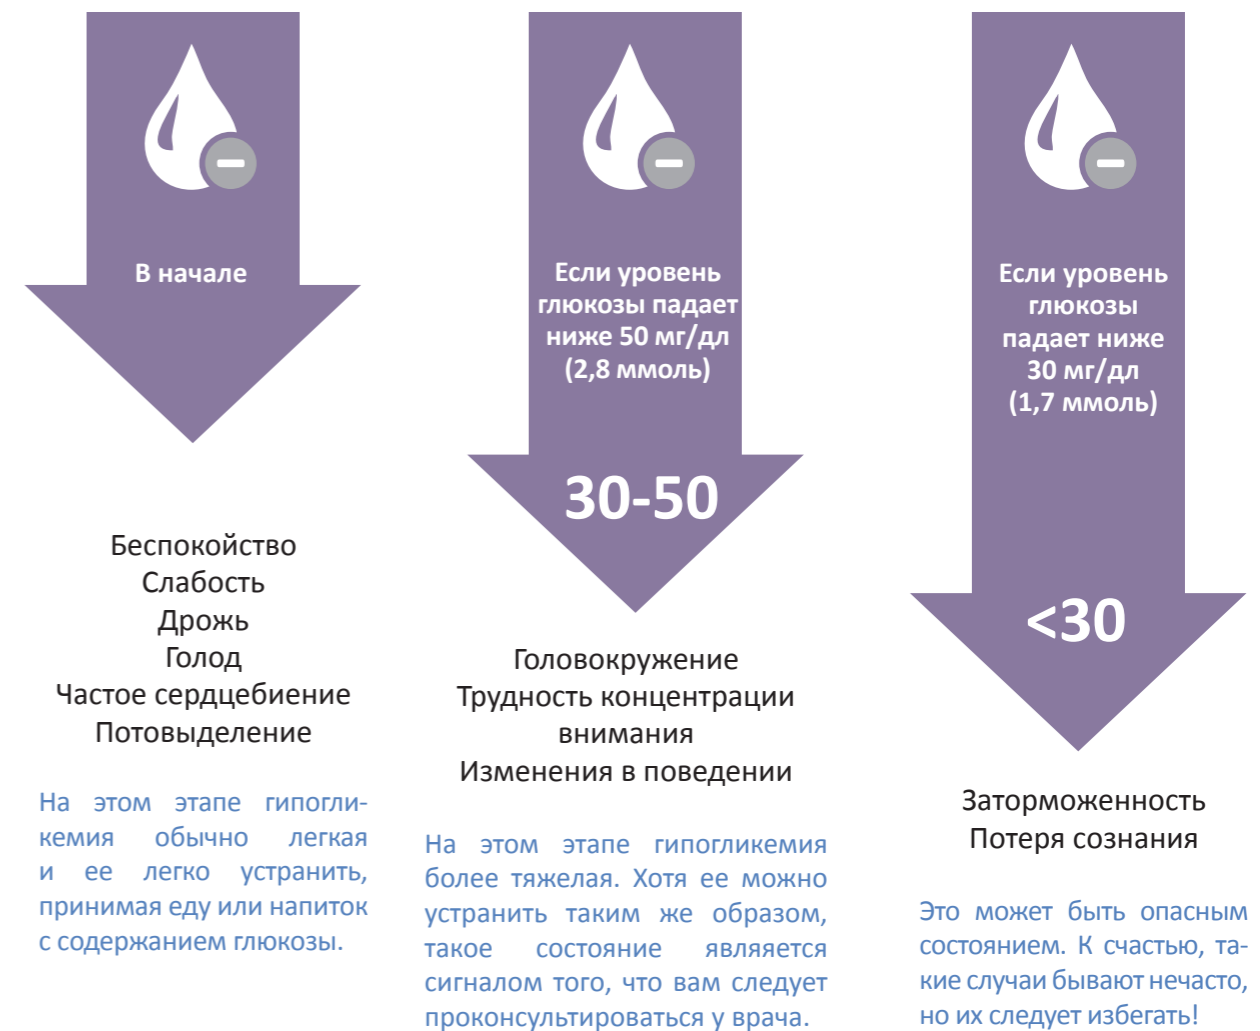 В начале
Беспокойство
Слабость
Дрожь
Голод
Частое сердцебиение
Потовыделение
На этом этапе гипогли-
кемия обычно легкая
и ее легко устранить,
принимая еду или напиток
с содержанием глюкозы.
Если уровень
глюкозы падает
ниже 50 мг/дл
(2,8 ммоль)
30-50
Головокружение
Трудность концентрации
внимания
Изменения в поведении
На этом этапе гипогликемия
более тяжелая. Хотя ее можно
устранить таким же образом,
такое состояние являяется
сигналом того, что вам следует
проконсультироваться у врача.
Если уровень
глюкозы
падает ниже
30 мг/дл
(1,7 ммоль)
<30
Заторможенность
Потеря сознания
Это может быть опасным
состоянием. К счастью, та-
кие случаи бывают нечасто,
но их следует избегать!